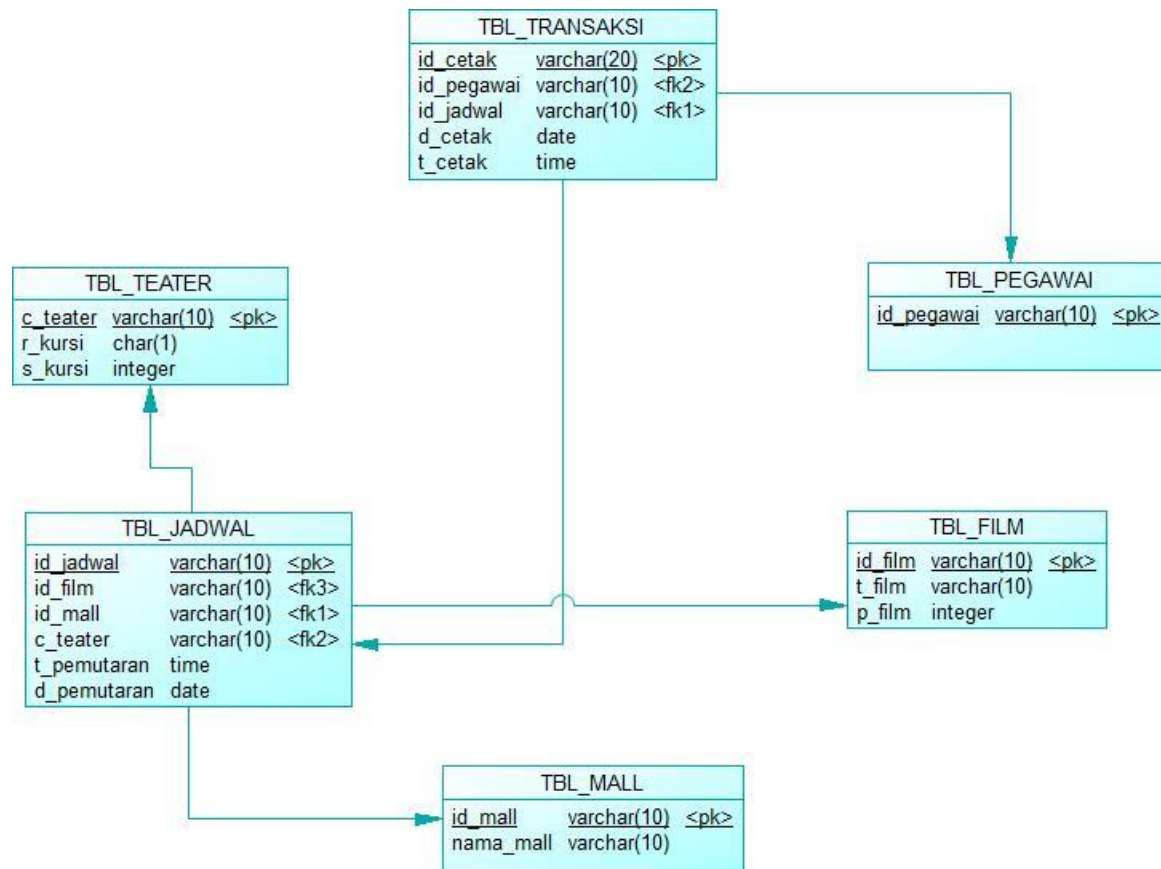 TBL_TRANSAKSI
id_cetak varchar(20) <pk>
id_pegawai varchar(10) <fk2>
id_jadwal varchar(10) <fk1>
d_cetak date
t_cetak time
TBL_TEATER
c_teater varchar(10) <pk>
r_kursi char(1)
s_kursi integer
TBL_PEGAWAI
id_pegawai varchar(10) <pk>
TBL_JADWAL
id_jadwal varchar(10) <pk>
id_film varchar(10) <fk3>
id_mall varchar(10) <fk1>
c_teater varchar(10) <fk2>
t_pemutaran time
d_pemutaran date
TBL_FILM
id_film varchar(10) <pk>
t_film varchar(10)
p_film integer
TBL_MALL
id_mall varchar(10) <pk>
nama_mall varchar(10)